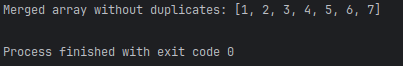 Merged array without duplicates: [1, 2, 3, 4, 5, 6, 7]
Process finished with exit code 0